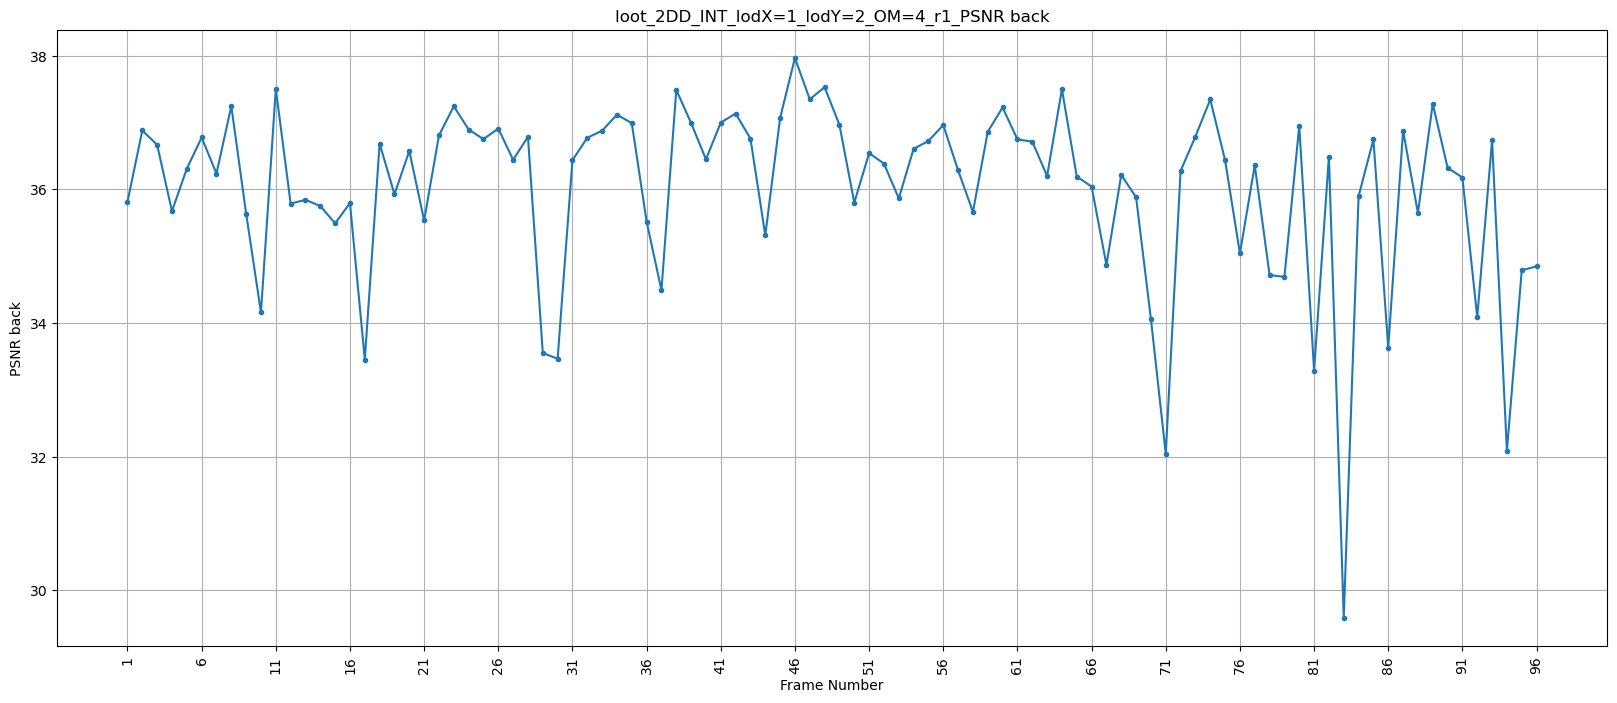 loot_2DD_INT_lodX=1_lodY=2_OM=4_r1_PSNR back
38
36
34
32
30
PSNR back
1 6 11 16 21 26 31 36 41 46 51 56 61 66 71 76 81 86 91 96
Frame Number